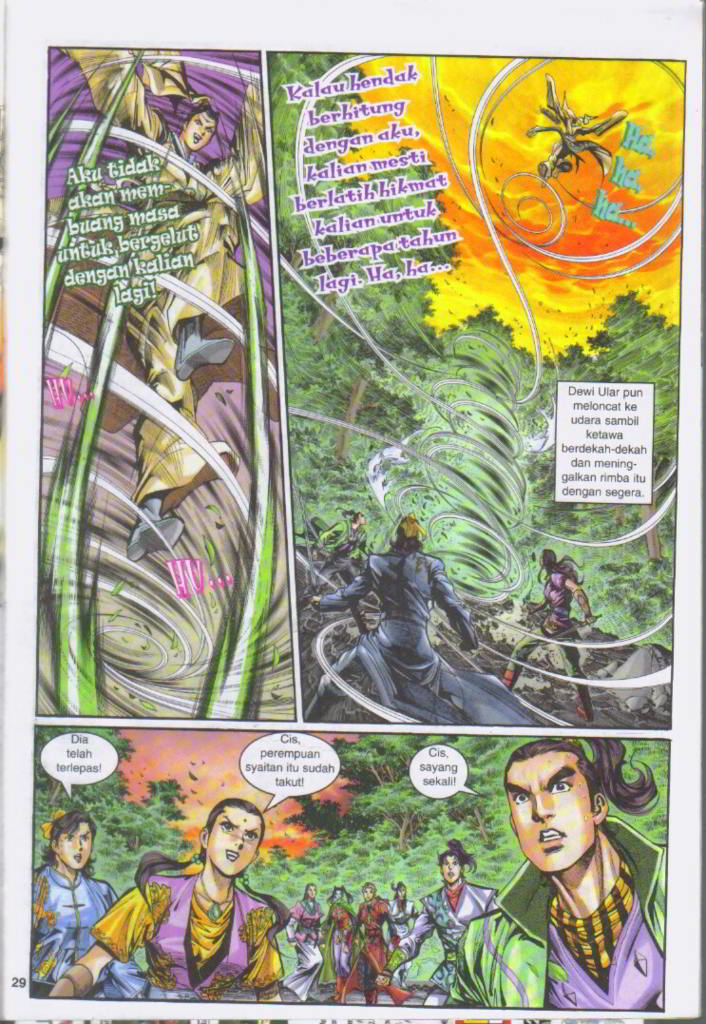 Aku tidak
akan mem-
buang masa
untuk bergelut
dengan kalian
lagi!
HV...
HV...
Kalau hendak
berhitung
dengan aku,
kalian mesti
berlatih hikmat
kalian untuk
beberapa tahun
lagi. Ha, ha...
Ha,
ha,
ha...
Dewi Ular pun
meloncat ke
udara sambil
ketawa
berdekah-dekah
dan mening-
galkan rimba itu
dengan segera.
Dia
telah
terlepas!
Cis,
perempuan
syaitan itu sudah
takut!
Cis,
sayang
sekali!
29